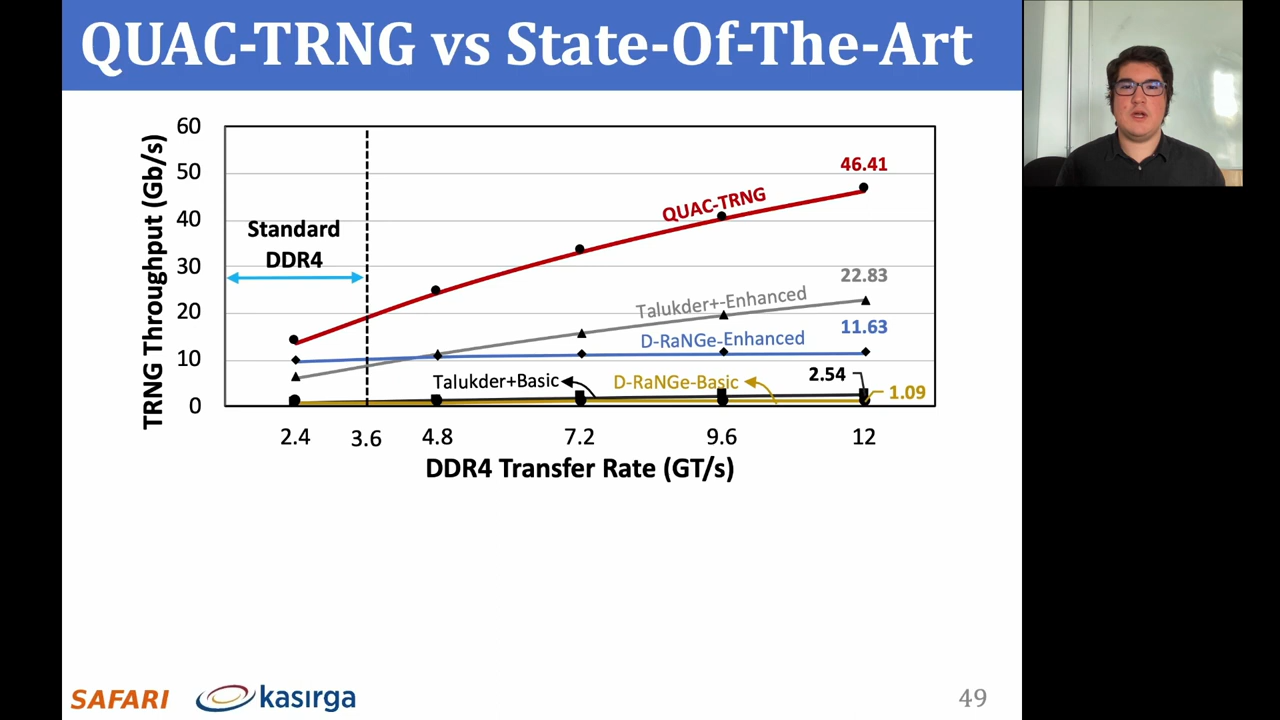 QUAC-TRNG vs State-Of-The-Art
TRNG Throughput (Gb/s)
60
50
40
30
20
10
0
Standard
DDR4
46.41
QUAC-TRNG
22.83
Talukder+-Enhanced
11.63
D-RaNGe-Enhanced
Talukder+Basic
D-RaNGe-Basic
2.54
1.09
2.4 3.6 4.8 7.2 9.6 12
DDR4 Transfer Rate (GT/s)
SAFARI
kasırga
49